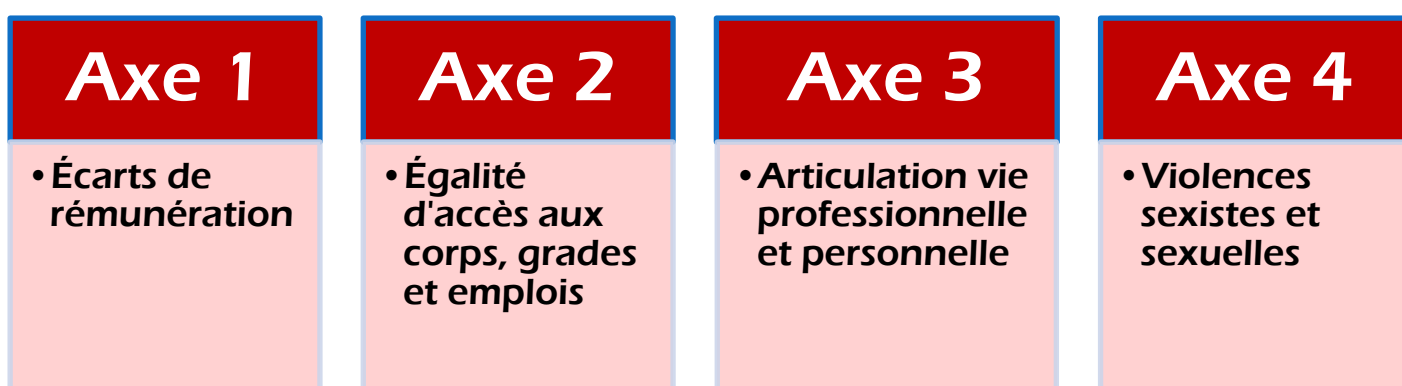 Axe 1
• Écarts de
rémunération
Axe 2
• Égalité
d'accès aux
corps, grades
et emplois
Axe 3
• Articulation vie
professionnelle
et personnelle
Axe 4
• Violences
sexistes et
sexuelles